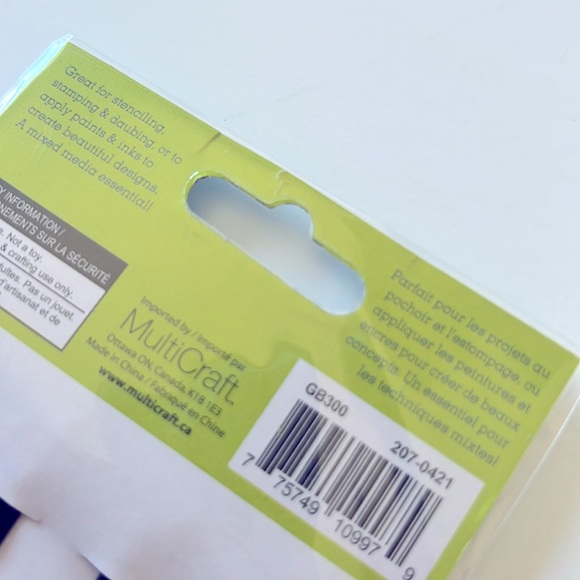 Great for stenciling,
stamping & daubing, or to
apply paints & inks to
create beautiful designs.
A mixed media essential!
Y INFORMATION /
NEMENTS SUR LA SÉCURITÉ
. Not a toy.
& crafting use only.
dultes. Pas un jouet.
d'artisanat et de
Imported by / Importé par
MultiCraft
Ottawa ON, Canada, K1B 1E3
Made in China / Fabriqué en Chine
www.multicraft.ca
Parfait pour les projets au
pochoir et l'estompage, ou
appliquer les peintures et
encres pour créer de beaux
concepts. Un essentiel pour
les techniques mixtes!
GB300
207-0421
7 75749 10997 9